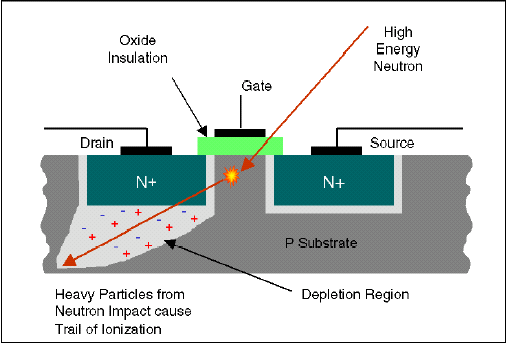 Oxide
Insulation
High
Energy
Neutron
Gate
Drain
Source
N+
N+
- - - -
+ + + +
- - -
+ + +
- -
+ +
P Substrate
Heavy Particles from
Neutron Impact cause
Trail of Ionization
Depletion Region